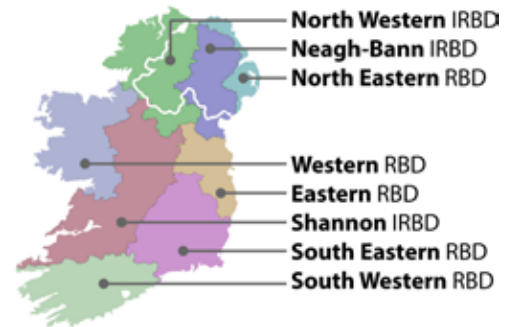 North Western IRBD
Neagh-Bann IRBD
North Eastern RBD
Western RBD
Eastern RBD
Shannon IRBD
South Eastern RBD
South Western RBD